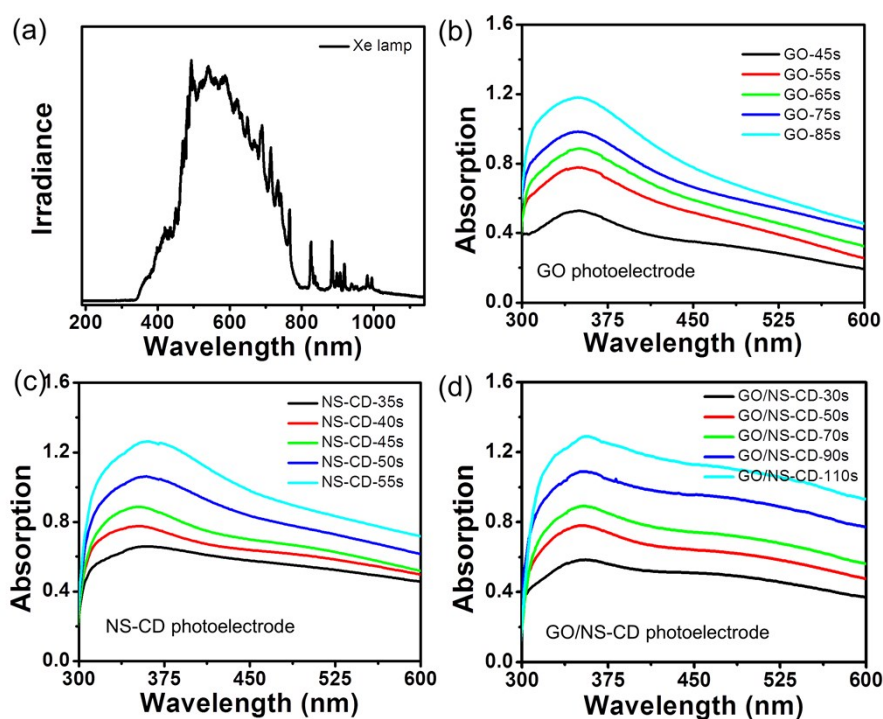 (a)
Xe lamp
Irradiance
200 400 600 800 1000
Wavelength (nm)
(b)
GO-45s
GO-55s
GO-65s
GO-75s
GO-85s
1.6
1.2
0.8
0.4
0.0
Absorption
GO photoelectrode
300 375 450 525 600
Wavelength (nm)
(c)
NS-CD-35s
NS-CD-40s
NS-CD-45s
NS-CD-50s
NS-CD-55s
1.6
1.2
0.8
0.4
0.0
Absorption
NS-CD photoelectrode
300 375 450 525 600
Wavelength (nm)
(d)
GO/NS-CD-30s
GO/NS-CD-50s
GO/NS-CD-70s
GO/NS-CD-90s
GO/NS-CD-110s
1.6
1.2
0.8
0.4
0.0
Absorption
GO/NS-CD photoelectrode
300 375 450 525 600
Wavelength (nm)